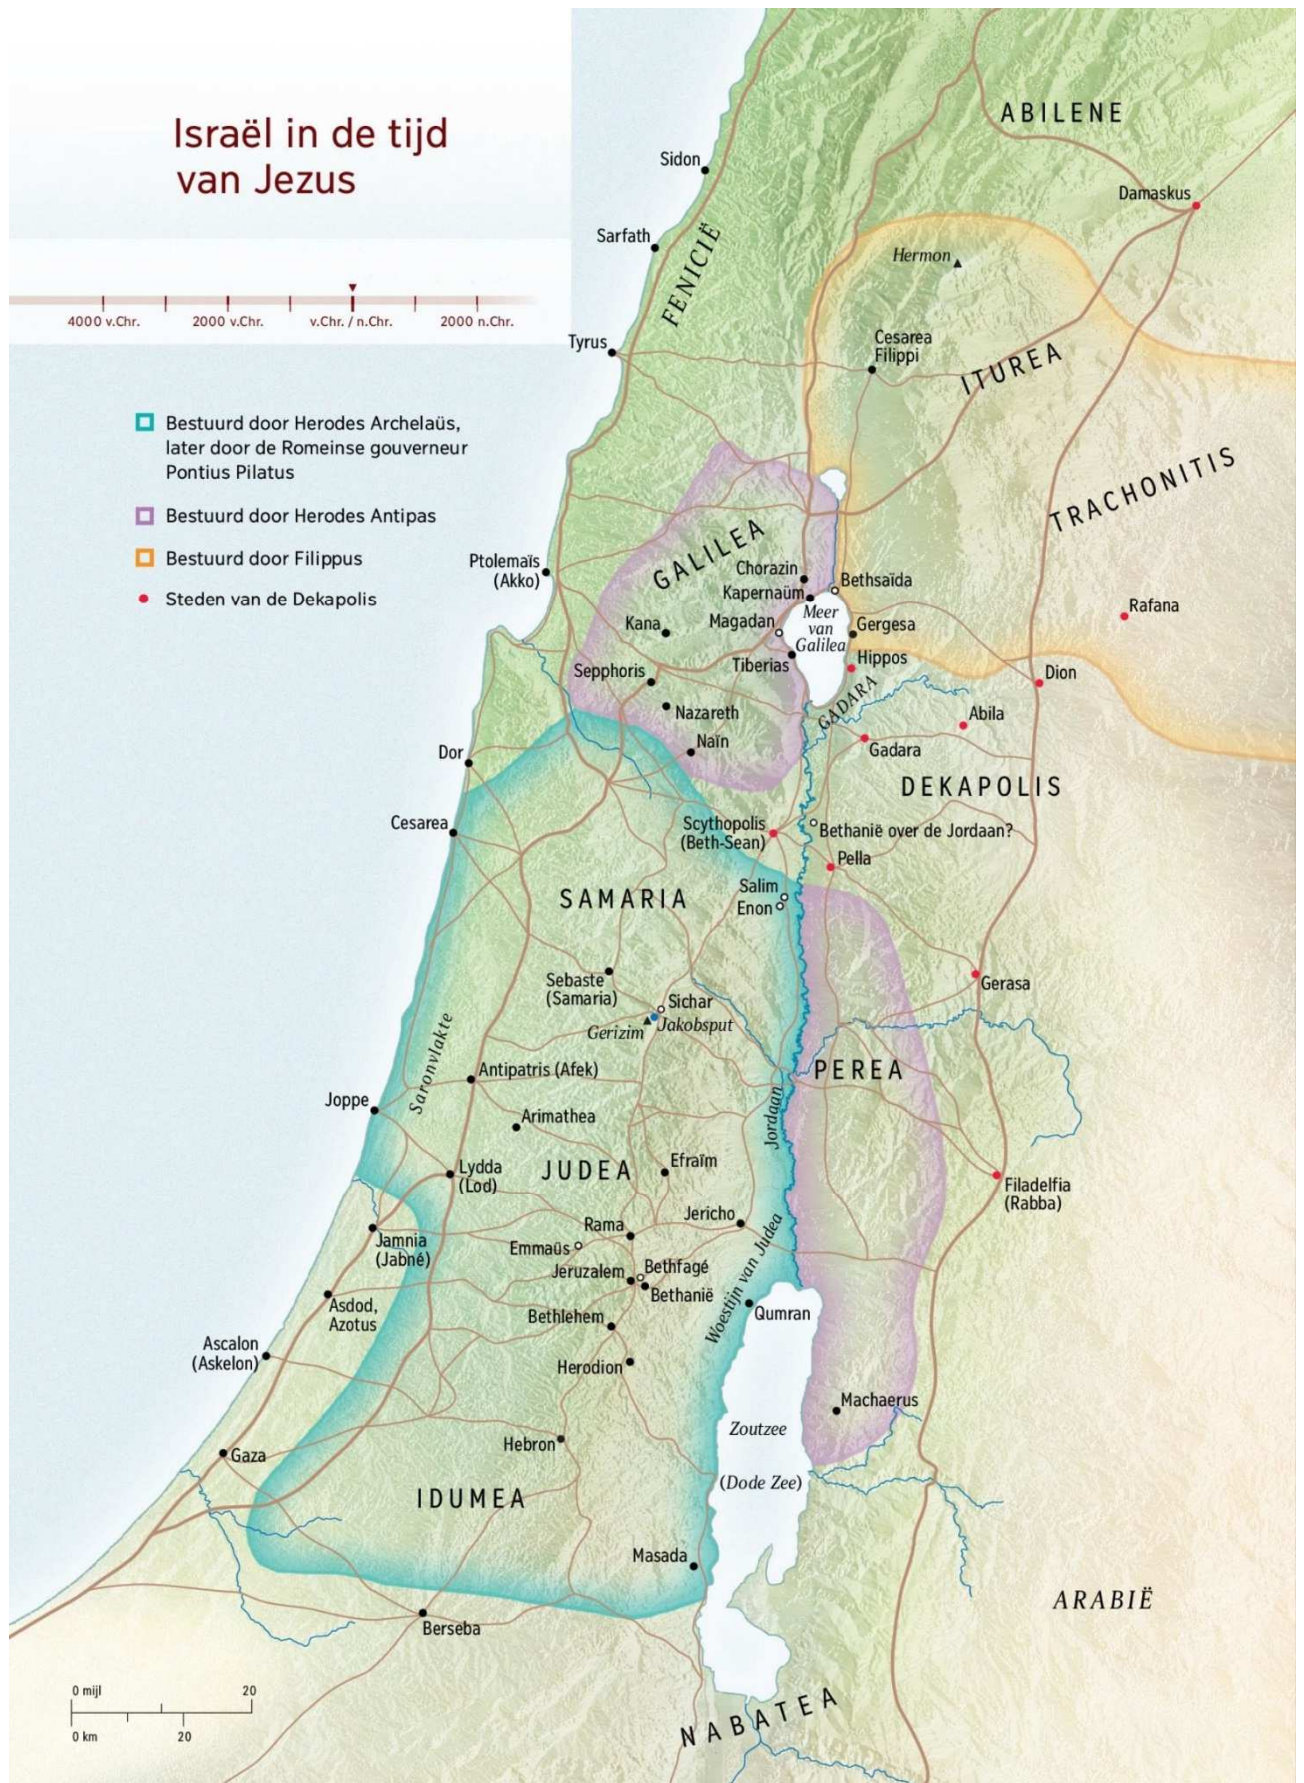 Israël in de tijd
van Jezus
4000 v.Chr.
2000 v.Chr.
v.Chr. / n.Chr.
2000 n.Chr.
Bestuurd door Herodes Archelaüs,
later door de Romeinse gouverneur
Pontius Pilatus
Bestuurd door Herodes Antipas
Bestuurd door Filippus
Steden van de Dekapolis
ABILENE
Sidon
Damaskus
Sarfath
FENICIË
Hermon
Tyrus
Cesarea
Filippi
ITUREA
TRACHONITIS
GALILEA
Ptolemaïs
(Akko)
Chorazin
Bethsaïda
Kapernaüm
Rafana
Kana
Magadan
Meer
van
Galilea
Gergesa
Tiberias
Hippos
Sepphoris
Dion
GADARA
Nazareth
Abila
Naïn
Gadara
Dor
DEKAPOLIS
Cesarea
Scythopolis
(Beth-Sean)
Bethanië over de Jordaan?
Pella
Salim
Enon
SAMARIA
Sebaste
(Samaria)
Gerasa
Sichar
Gerizim
Jakobsput
Saronvlakte
Antipatris (Afek)
PEREA
Joppe
Arimathea
Jordaan
Lydda
(Lod)
JUDEA
Efraïm
Filadelfia
(Rabba)
Jericho
Rama
Jamnia
(Jabné)
Emmaüs
Woestijn van Judea
Jeruzalem
Bethfagé
Bethanië
Asdod,
Azotus
Bethlehem
Qumran
Ascalon
(Askelon)
Herodion
Machaerus
Zoutzee
(Dode Zee)
Hebron
Gaza
IDUMEA
Masada
ARABIË
Berseba
NABATEA
0 mijl
20
0 km
20